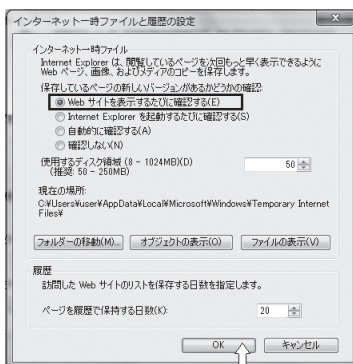 インターネット一時ファイルと履歴の設定
インターネット一時ファイル
Internet Explorer は、閲覧しているページを次回もっと早く表示できるように
Web ページ、画像、およびメディアのコピーを保存します。
保存しているページの新しいバージョンがあるかどうかの確認:
Web サイトを表示するたびに確認する(E)
Internet Explorer を起動するたびに確認する(S)
自動的に確認する(A)
確認しない(N)
使用するディスク領域 (8 - 1024MB)(D)
50
(推奨: 50 - 250MB)
現在の場所:
C:¥Users¥user¥AppData¥Local¥Microsoft¥Windows¥Temporary Internet
Files¥
フォルダーの移動(M)... オブジェクトの表示(O) ファイルの表示(V)
履歴
訪問した Web サイトのリストを保存する日数を指定します。
ページを履歴で保持する日数(K): 20
OK キャンセル